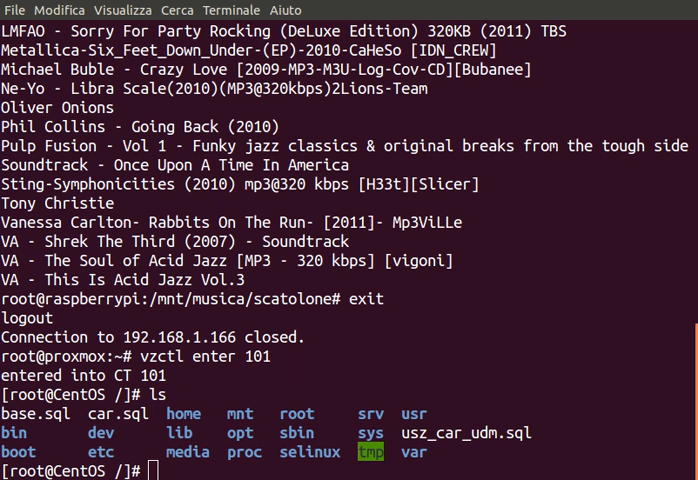 File Modifica Visualizza Cerca Terminale Aiuto
LMFAO - Sorry For Party Rocking (DeLuxe Edition) 320KB (2011) TBS
Metallica-Six_Feet_Down_Under-(EP)-2010-CaHeSo [IDN_CREW]
Michael Buble - Crazy Love [2009-MP3-M3U-Log-Cov-CD][Bubanee]
Ne-Yo - Libra Scale(2010)(MP3@320kbps)2Lions-Team
Oliver Onions
Phil Collins - Going Back (2010)
Pulp Fusion - Vol 1 - Funky jazz classics & original breaks from the tough side
Soundtrack - Once Upon A Time In America
Sting-Symphonicities (2010) mp3@320 kbps [H33t][Slicer]
Tony Christie
Vanessa Carlton- Rabbits On The Run- [2011]- Mp3ViLLe
VA - Shrek The Third (2007) - Soundtrack
VA - The Soul of Acid Jazz [MP3 - 320 kbps] [vigoni]
VA - This Is Acid Jazz Vol.3
root@raspberrypi:/mnt/musica/scatolone# exit
logout
Connection to 192.168.1.166 closed.
root@proxmox:~# vzctl enter 101
entered into CT 101
[root@CentOS /]# ls
base.sql car.sql home mnt root srv usr
bin dev lib opt sbin sys usz_car_udm.sql
boot etc media proc selinux tmp var
[root@CentOS /]#